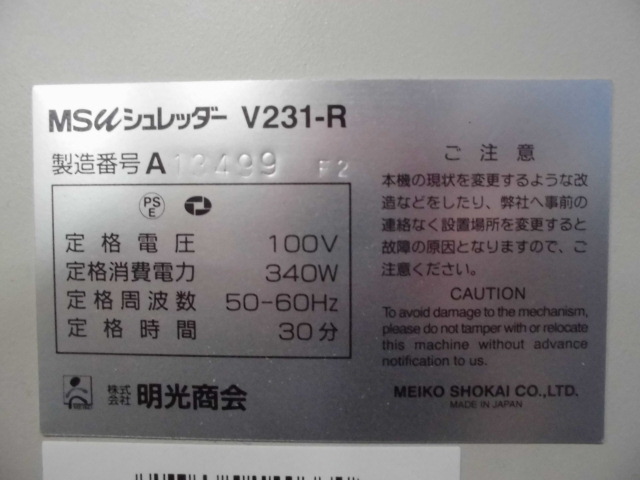 MSμシュレッダー V231-R
製造番号 A 13499 F2
PS
E
定格電圧 100V
定格消費電力 340W
定格周波数 50-60Hz
定格時間 30分
株式
会社 明光商会
ご注意
本機の現状を変更するような改
造などをしたり、弊社へ事前の
連絡なく設置場所を変更すると
故障の原因となりますので、ご
注意ください。
CAUTION
To avoid damage to the mechanism,
please do not tamper with or relocate
this machine without advance
notification to us.
MEIKO SHOKAI CO.,LTD.
MADE IN JAPAN